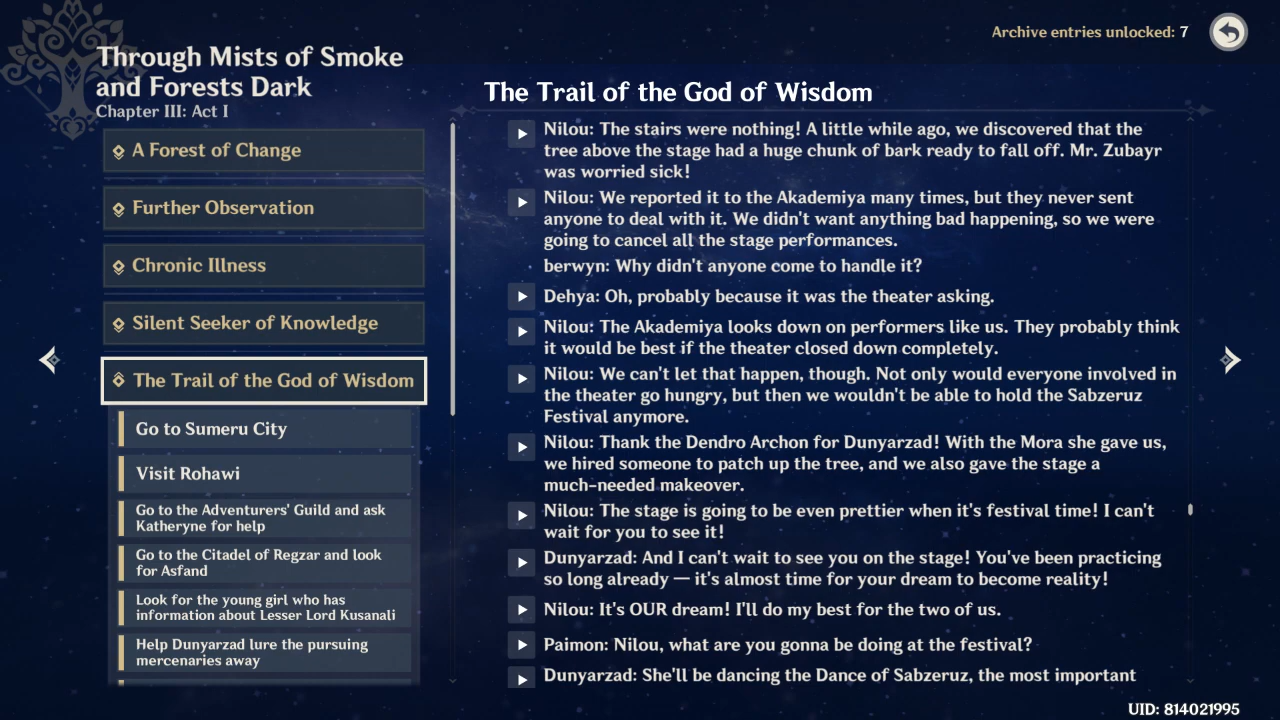 Archive entries unlocked: 7
Through Mists of Smoke
and Forests Dark
Chapter III: Act I
A Forest of Change
Further Observation
Chronic Illness
Silent Seeker of Knowledge
The Trail of the God of Wisdom
Go to Sumeru City
Visit Rohawi
Go to the Adventurers' Guild and ask
Katheryne for help
Go to the Citadel of Regzar and look
for Asfand
Look for the young girl who has
information about Lesser Lord Kusanali
Help Dunyarzad lure the pursuing
mercenaries away
The Trail of the God of Wisdom
Nilou: The stairs were nothing! A little while ago, we discovered that the
tree above the stage had a huge chunk of bark ready to fall off. Mr. Zubayr
was worried sick!
Nilou: We reported it to the Akademiya many times, but they never sent
anyone to deal with it. We didn't want anything bad happening, so we were
going to cancel all the stage performances.
berwyn: Why didn't anyone come to handle it?
Dehya: Oh, probably because it was the theater asking.
Nilou: The Akademiya looks down on performers like us. They probably think
it would be best if the theater closed down completely.
Nilou: We can't let that happen, though. Not only would everyone involved in
the theater go hungry, but then we wouldn't be able to hold the Sabzeruz
Festival anymore.
Nilou: Thank the Dendro Archon for Dunyarzad! With the Mora she gave us,
we hired someone to patch up the tree, and we also gave the stage a
much-needed makeover.
Nilou: The stage is going to be even prettier when it's festival time! I can't
wait for you to see it!
Dunyarzad: And I can't wait to see you on the stage! You've been practicing
so long already — it's almost time for your dream to become reality!
Nilou: It's OUR dream! I'll do my best for the two of us.
Paimon: Nilou, what are you gonna be doing at the festival?
Dunyarzad: She'll be dancing the Dance of Sabzeruz, the most important
UID: 814021995